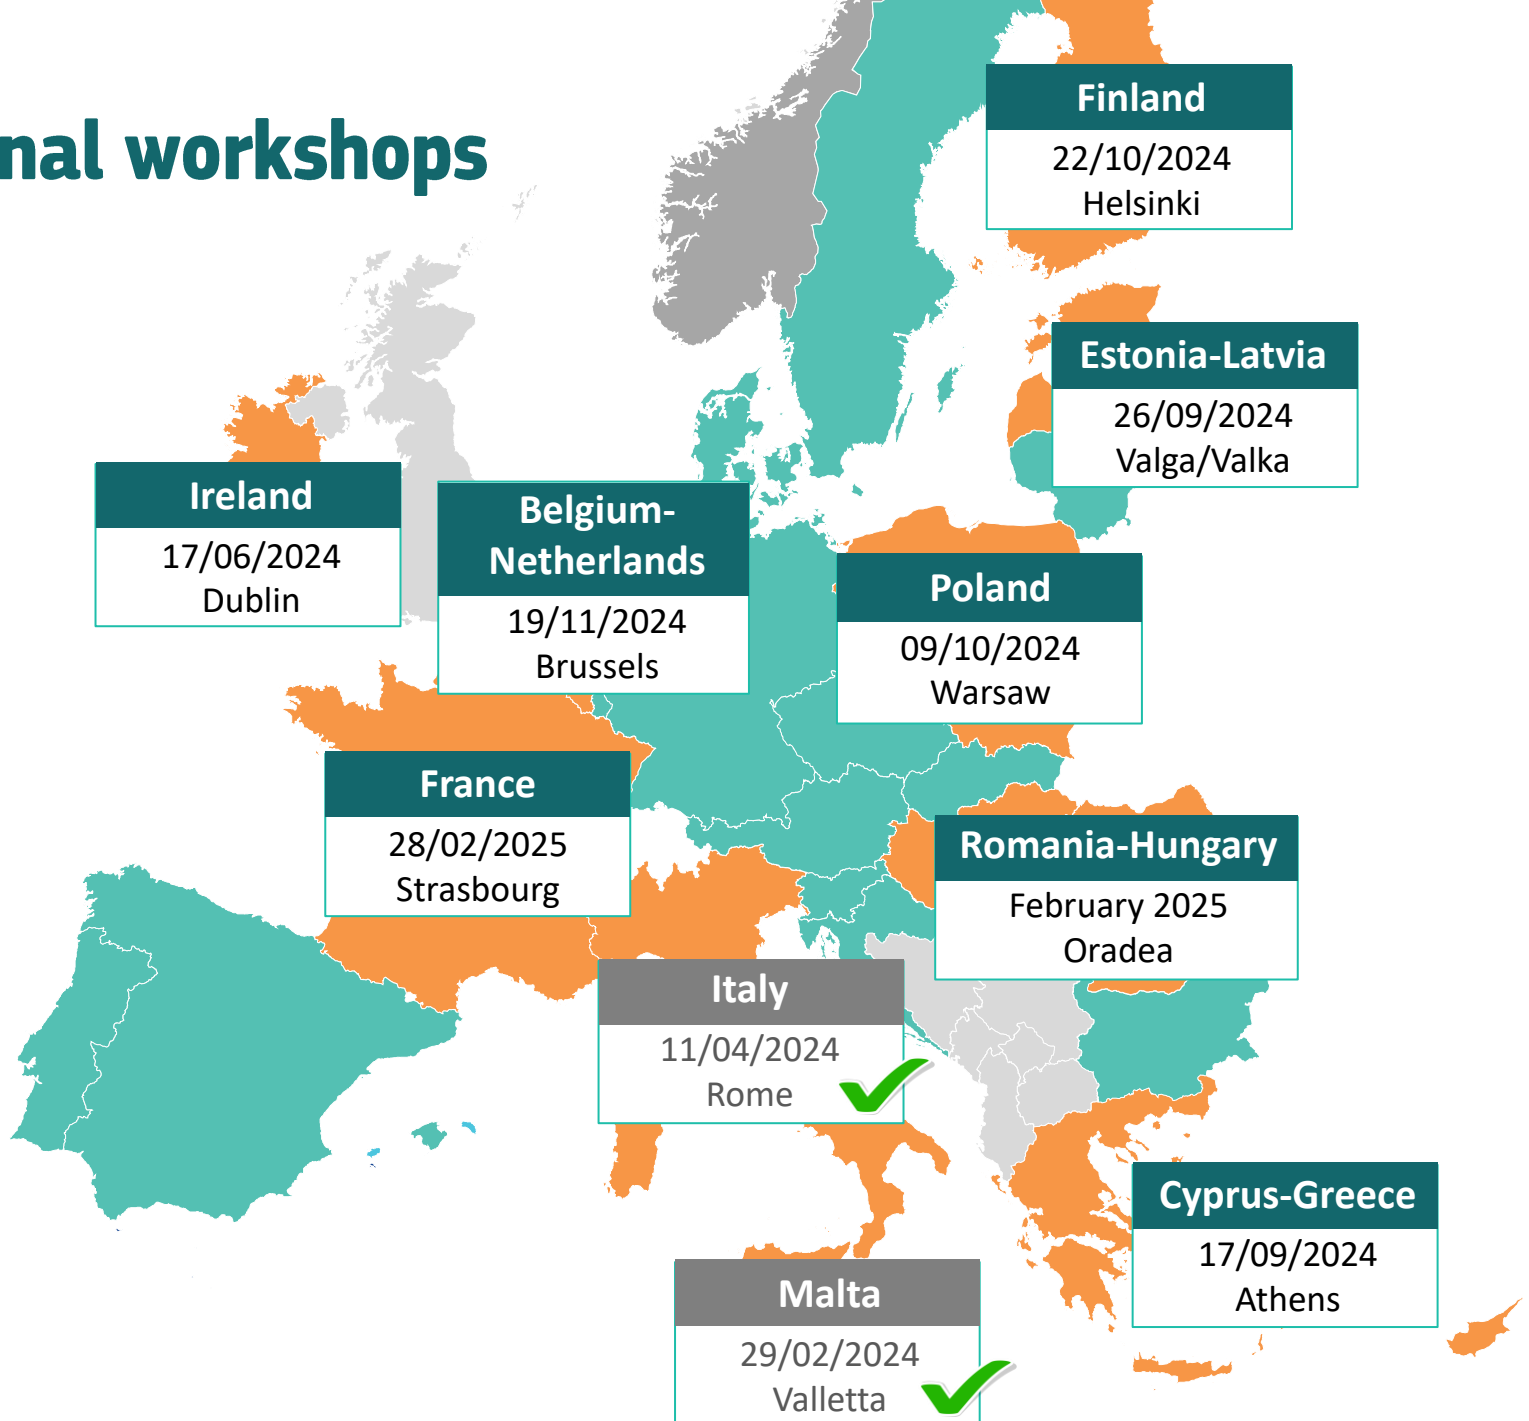 nal workshops
Finland
22/10/2024
Helsinki
Estonia-Latvia
26/09/2024
Valga/Valka
Ireland
17/06/2024
Dublin
Belgium-
Netherlands
19/11/2024
Brussels
Poland
09/10/2024
Warsaw
France
28/02/2025
Strasbourg
Romania-Hungary
February 2025
Oradea
Italy
11/04/2024
Rome
Cyprus-Greece
17/09/2024
Athens
Malta
29/02/2024
Valletta